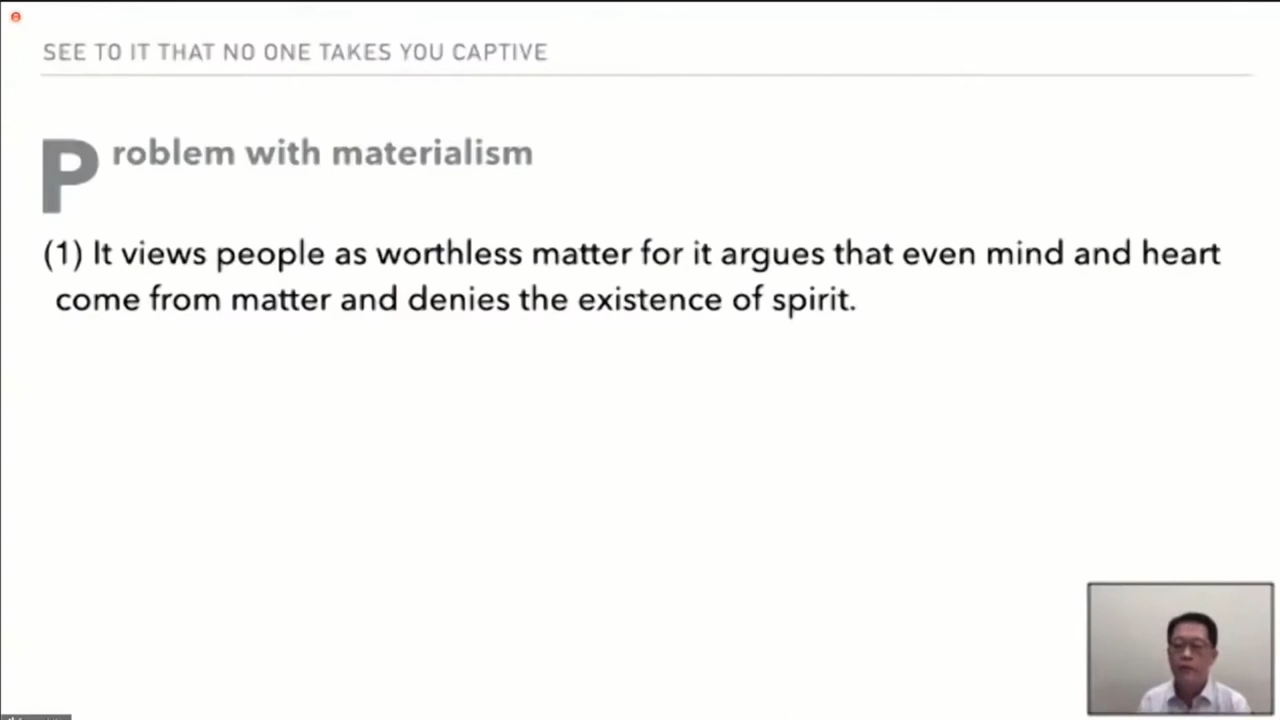 SEE TO IT THAT NO ONE TAKES YOU CAPTIVE
Problem with materialism
(1) It views people as worthless matter for it argues that even mind and heart
come from matter and denies the existence of spirit.